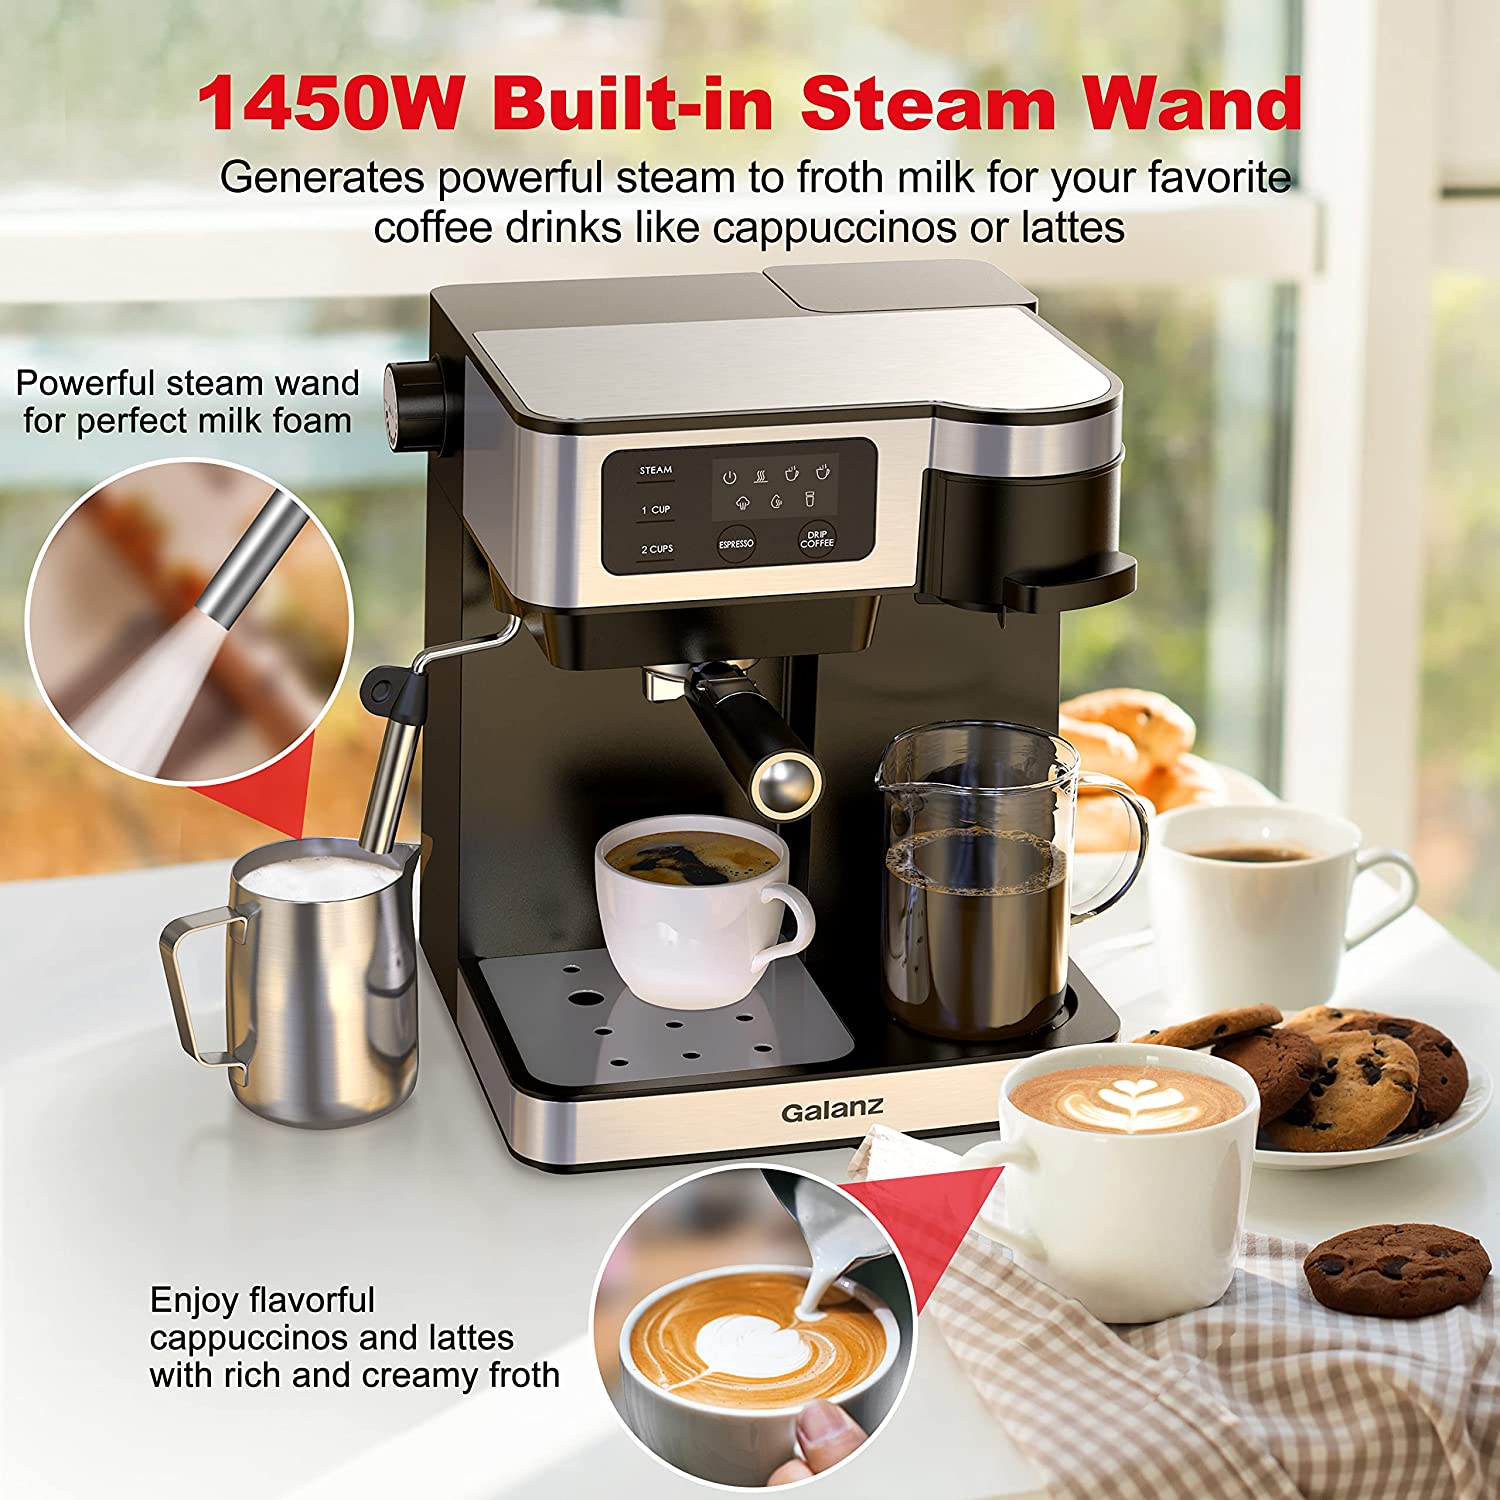 1450W Built-in Steam Wand
Generates powerful steam to froth milk for your favorite
coffee drinks like cappuccinos or lattes
Powerful steam wand
for perfect milk foam
STEAM
1 CUP
2 CUPS
ESPRESSO
DRIP
COFFEE
Galanz
Enjoy flavorful
cappuccinos and lattes
with rich and creamy froth